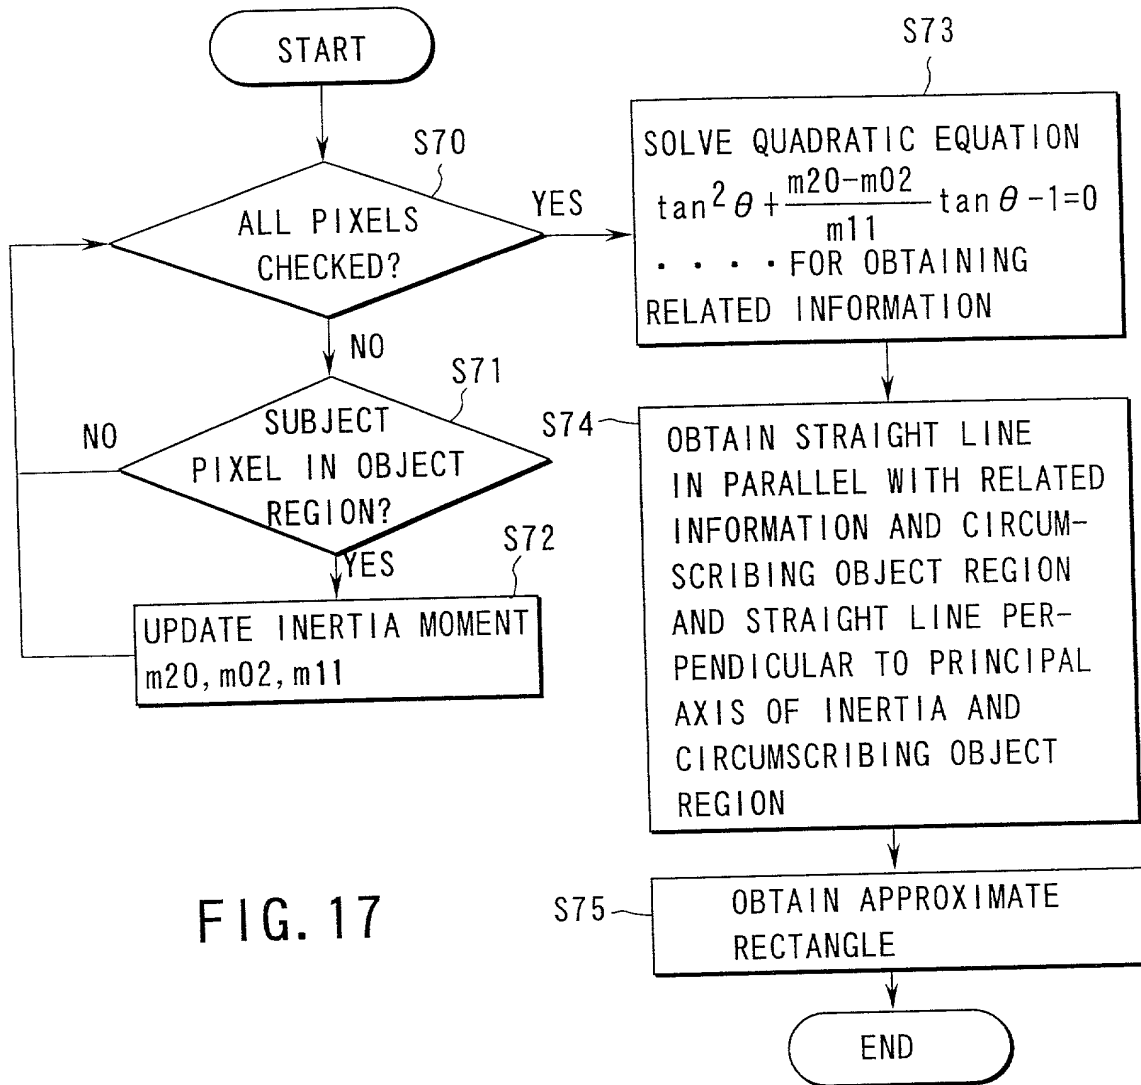 START
S70
ALL PIXELS
CHECKED?
YES
NO
S71
SUBJECT
PIXEL IN OBJECT
REGION?
NO
YES
S72
UPDATE INERTIA MOMENT
m20, m02, m11
S73
SOLVE QUADRATIC EQUATION
tan²θ + (m20-m02)/m11 tanθ -1=0
・・・・FOR OBTAINING
RELATED INFORMATION
S74
OBTAIN STRAIGHT LINE
IN PARALLEL WITH RELATED
INFORMATION AND CIRCUM-
SCRIBING OBJECT REGION
AND STRAIGHT LINE PER-
PENDICULAR TO PRINCIPAL
AXIS OF INERTIA AND
CIRCUMSCRIBING OBJECT
REGION
S75
OBTAIN APPROXIMATE
RECTANGLE
END
FIG. 17